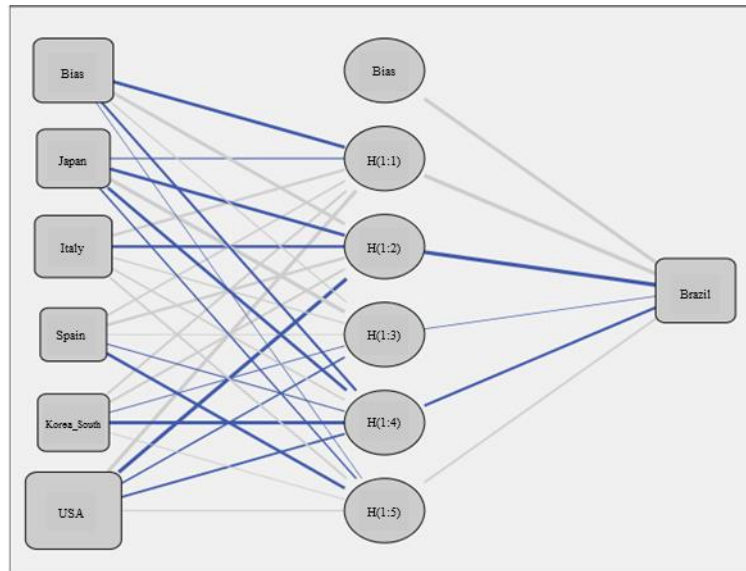 Bias
Japan
Italy
Spain
Korea_South
USA
Bias
H(1:1)
H(1:2)
H(1:3)
H(1:4)
H(1:5)
Brazil